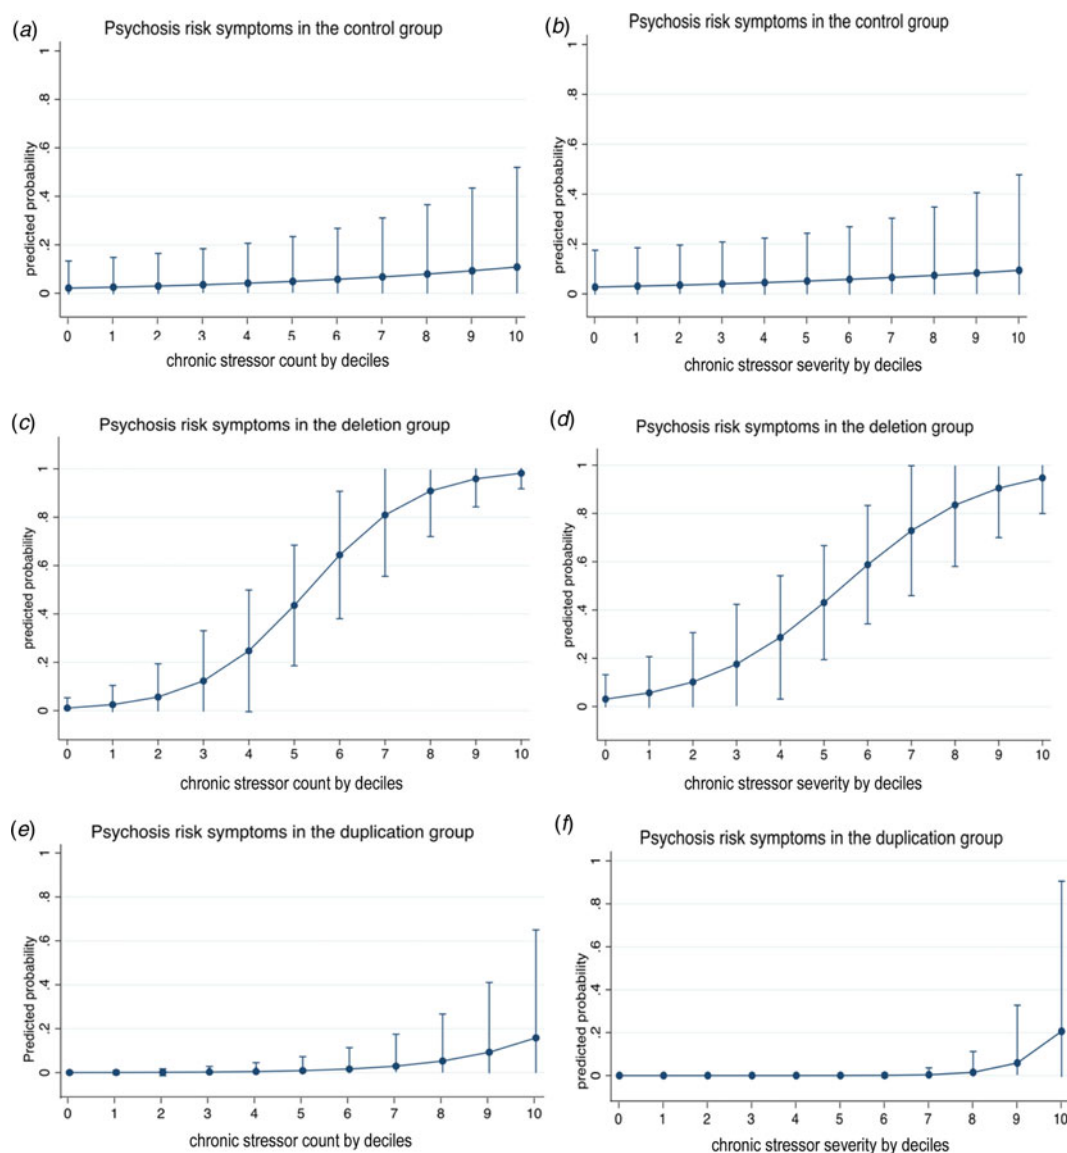 (a)
Psychosis risk symptoms in the control group
predicted probability
1
.8
.6
.4
.2
0
0 1 2 3 4 5 6 7 8 9 10
chronic stressor count by deciles
(b)
Psychosis risk symptoms in the control group
predicted probability
1
.8
.6
.4
.2
0
0 1 2 3 4 5 6 7 8 9 10
chronic stressor severity by deciles
(c)
Psychosis risk symptoms in the deletion group
predicted probability
1
.8
.6
.4
.2
0
0 1 2 3 4 5 6 7 8 9 10
chronic stressor count by deciles
(d)
Psychosis risk symptoms in the deletion group
predicted probability
1
.8
.6
.4
.2
0
0 1 2 3 4 5 6 7 8 9 10
chronic stressor severity by deciles
(e)
Psychosis risk symptoms in the duplication group
Predicted probability
1
.8
.6
.4
.2
0
0 1 2 3 4 5 6 7 8 9 10
chronic stressor count by deciles
(f)
Psychosis risk symptoms in the duplication group
predicted probability
1
.8
.6
.4
.2
0
0 1 2 3 4 5 6 7 8 9 10
chronic stressor severity by deciles